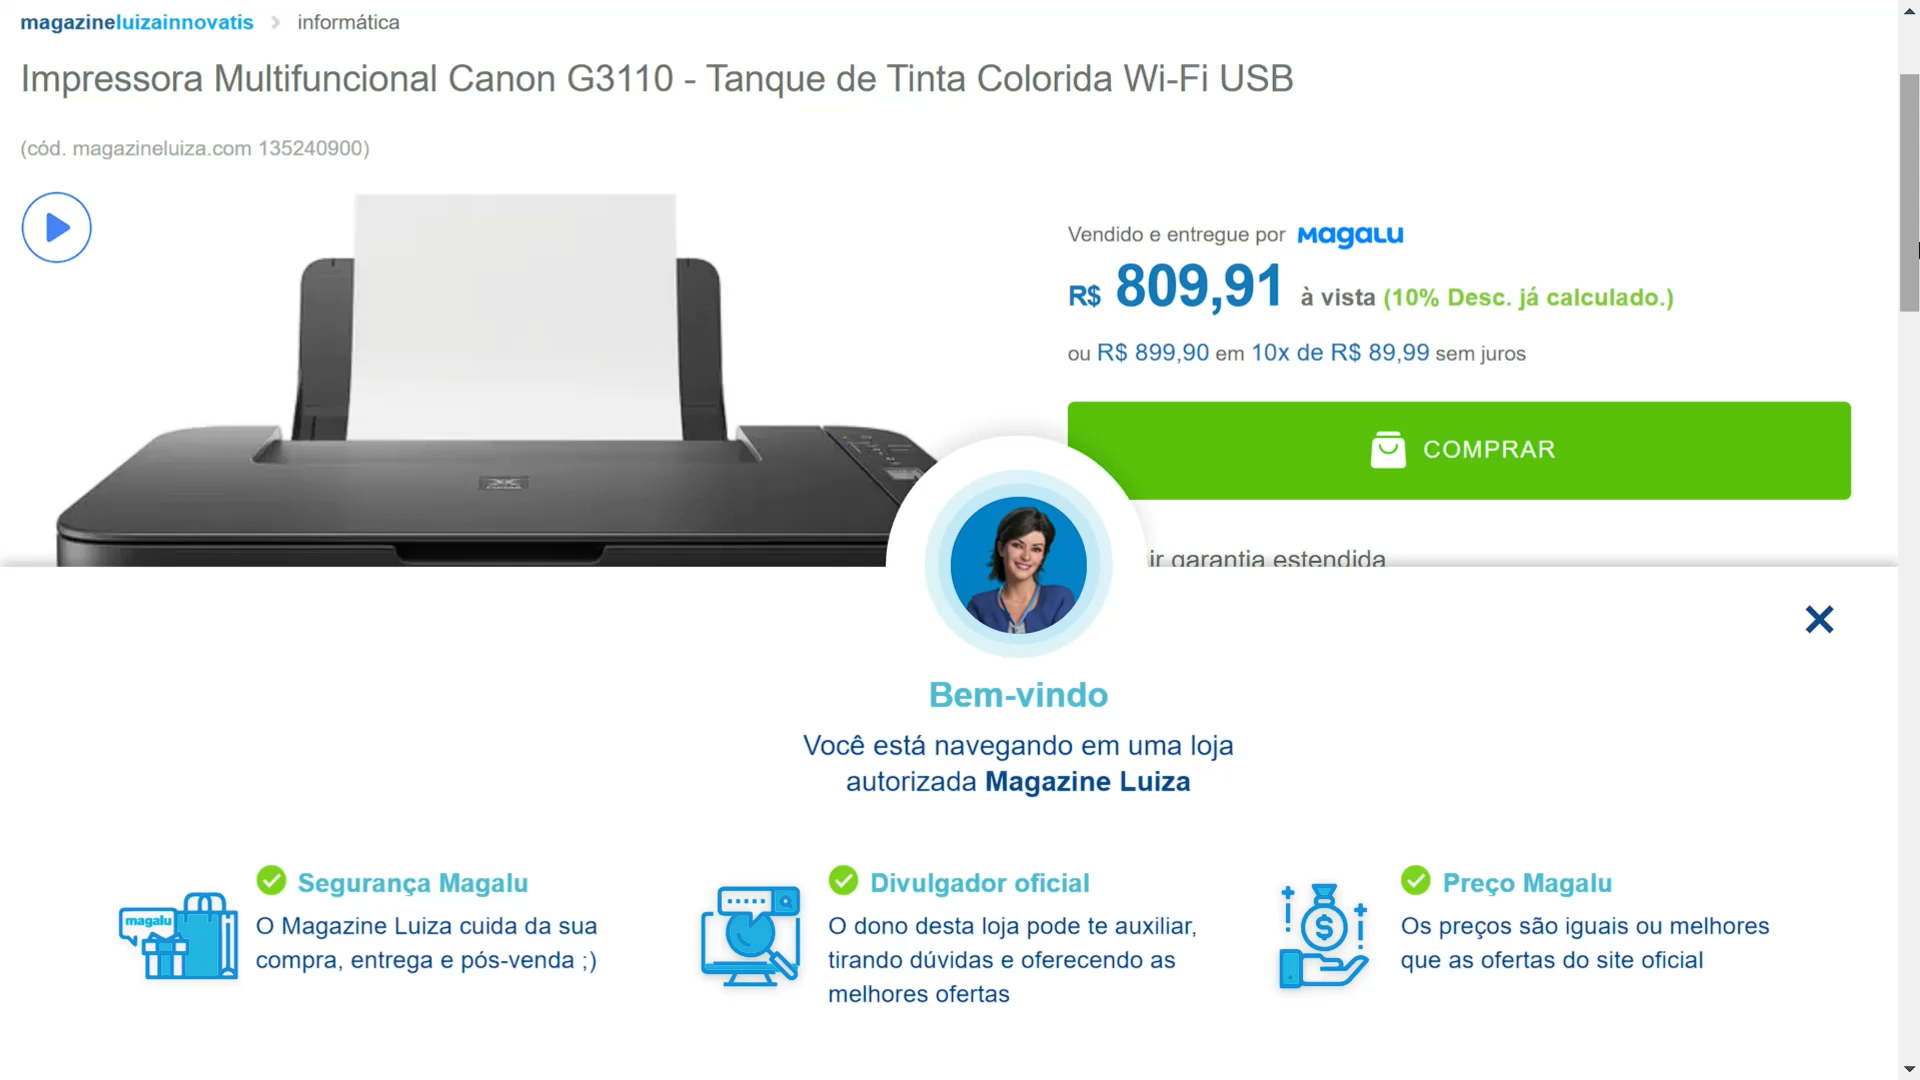 magazineluizainnovatis > informática
Impressora Multifuncional Canon G3110 - Tanque de Tinta Colorida Wi-Fi USB
(cód. magazineluiza.com 135240900)
Vendido e entregue por magalu
R$ 809,91 à vista (10% Desc. já calculado.)
ou R$ 899,90 em 10x de R$ 89,99 sem juros
COMPRAR
ir garantia estendida
Bem-vindo
Você está navegando em uma loja
autorizada Magazine Luiza
magalu
Segurança Magalu
O Magazine Luiza cuida da sua
compra, entrega e pós-venda ;)
Divulgador oficial
O dono desta loja pode te auxiliar,
tirando dúvidas e oferecendo as
melhores ofertas
Preço Magalu
Os preços são iguais ou melhores
que as ofertas do site oficial